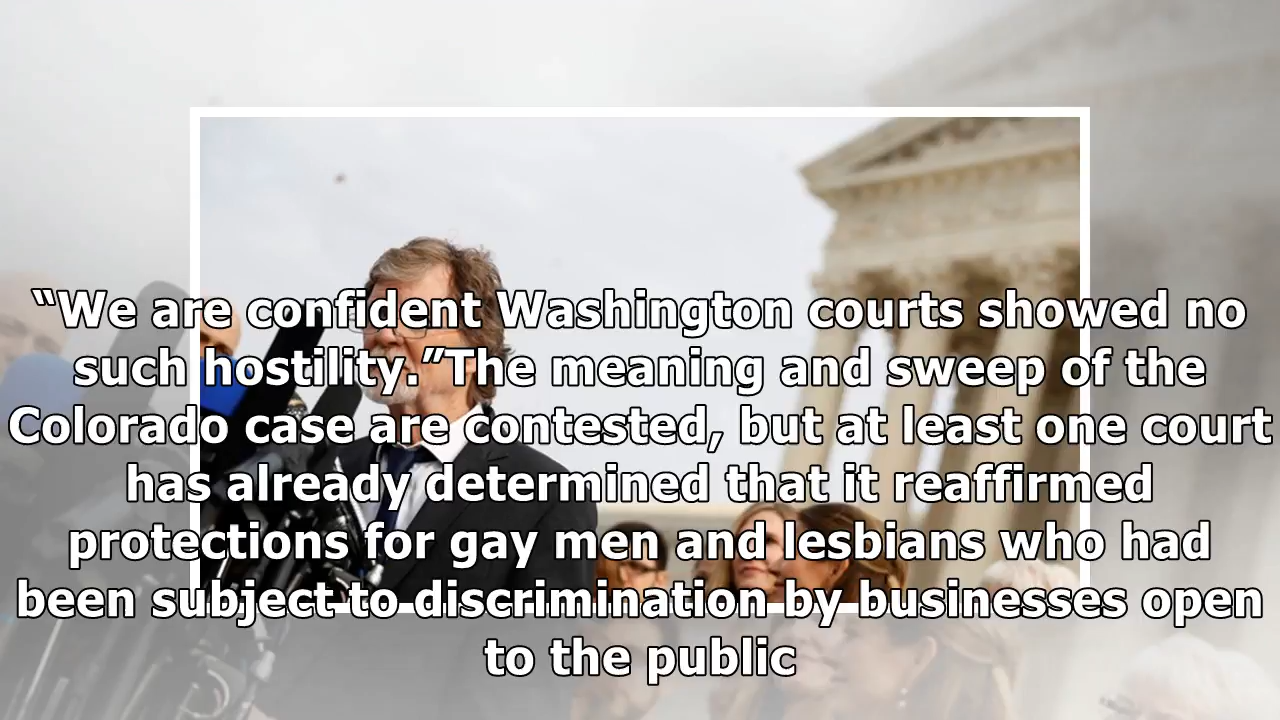 “We are confident Washington courts showed no
such hostility.”The meaning and sweep of the
Colorado case are contested, but at least one court
has already determined that it reaffirmed
protections for gay men and lesbians who had
been subject to discrimination by businesses open
to the public